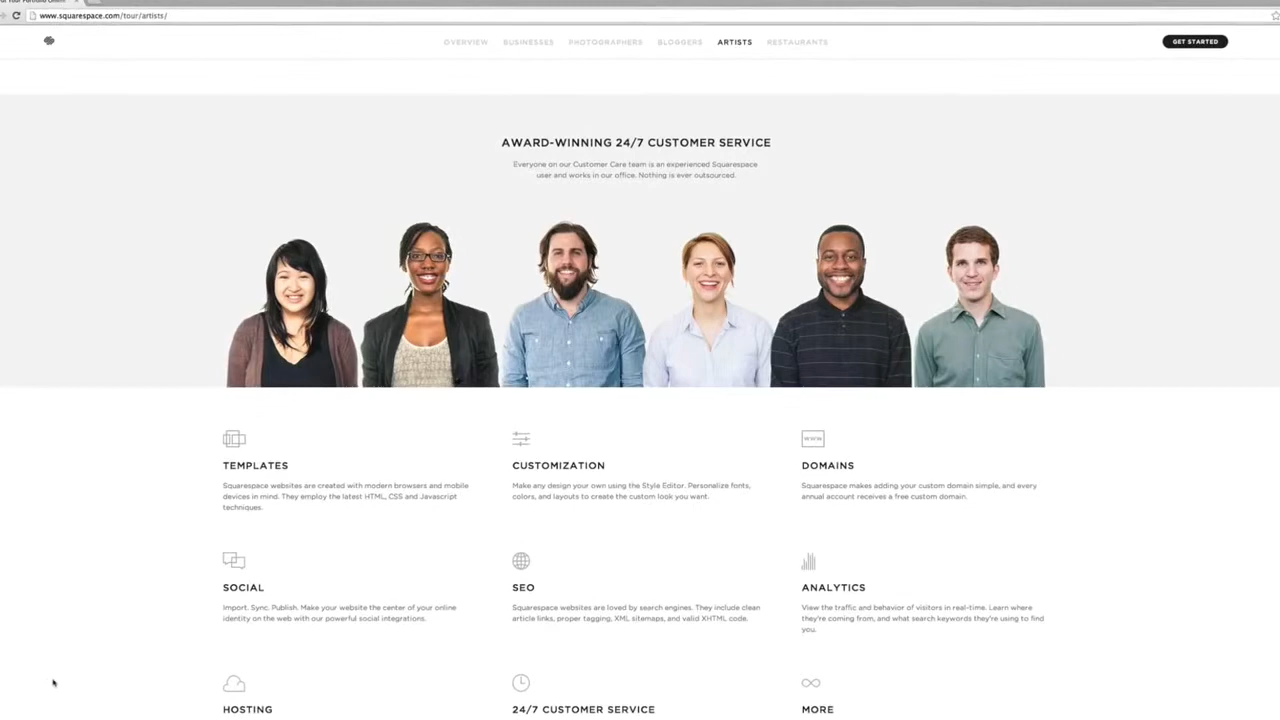 www.squarespace.com/tour/artists/
OVERVIEW BUSINESSES PHOTOGRAPHERS BLOGGERS ARTISTS RESTAURANTS GET STARTED
AWARD-WINNING 24/7 CUSTOMER SERVICE
Everyone on our Customer Care team is an experienced Squarespace
user and works in our office. Nothing is ever outsourced.
TEMPLATES
Squarespace websites are created with modern browsers and mobile
devices in mind. They employ the latest HTML, CSS and Javascript
techniques.
CUSTOMIZATION
Make any design your own using the Style Editor. Personalize fonts,
colors, and layouts to create the custom look you want.
WWW
DOMAINS
Squarespace makes adding your custom domain simple, and every
annual account receives a free custom domain.
SOCIAL
Import. Sync. Publish. Make your website the center of your online
identity on the web with our powerful social integrations.
SEO
Squarespace websites are loved by search engines. They include clean
article links, proper tagging, XML sitemaps, and valid XHTML code.
ANALYTICS
View the traffic and behavior of visitors in real-time. Learn where
they're coming from, and what search keywords they're using to find
you.
HOSTING
24/7 CUSTOMER SERVICE
MORE